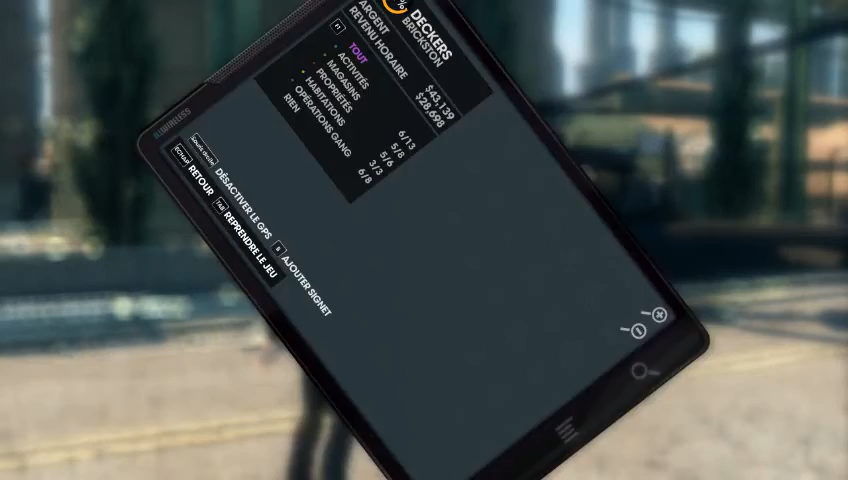 DECKERS
BRICKSTON
ARGENT $43,139
REVENU HORAIRE $28,698
TOUT
ACTIVITÉS 6/13
MAGASINS 5/8
PROPRIÉTÉS 5/6
HABITATIONS 3/3
OPÉRATIONS GANG 6/8
RIEN
DÉSACTIVER LE GPS
AJOUTER SIGNET
RETOUR
TAB REPRENDRE LE JEU